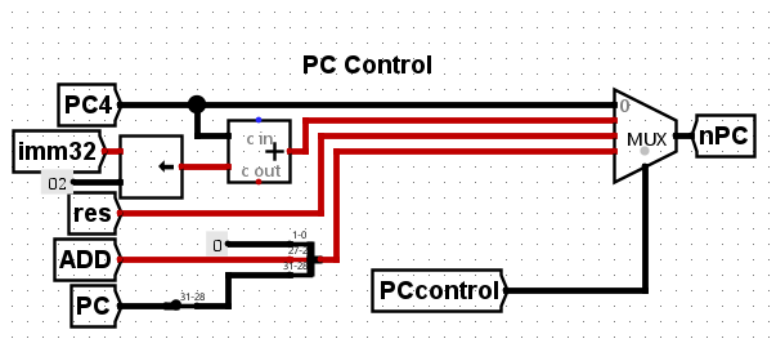 PC Control
PC4
0
c in
+
MUX
nPC
imm32
c out
02
res
0
1-0
ADD
27-2
31-28
PCcontrol
PC
31-28